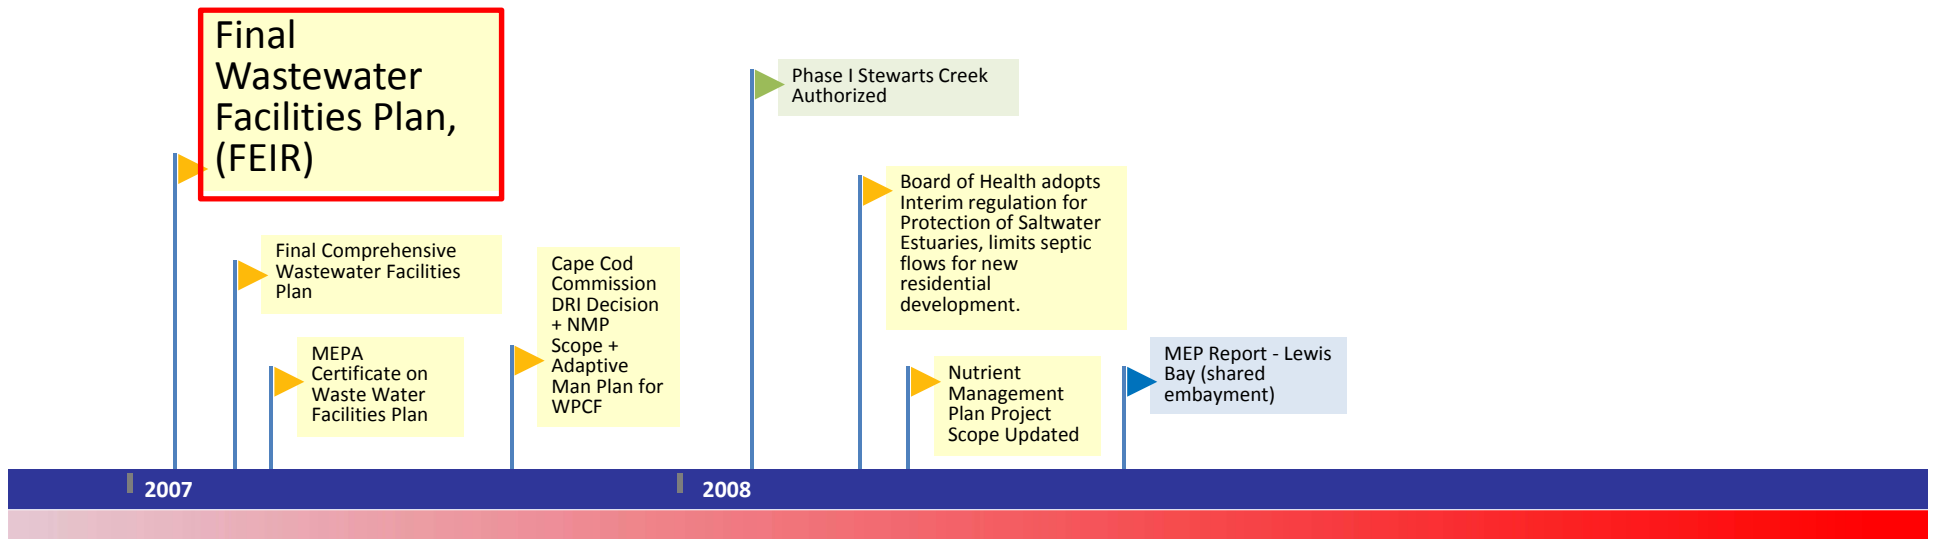 Final
Wastewater
Facilities Plan,
(FEIR)
Phase I Stewarts Creek
Authorized
Board of Health adopts
Interim regulation for
Protection of Saltwater
Estuaries, limits septic
flows for new
residential
development.
Final Comprehensive
Wastewater Facilities
Plan
Cape Cod
Commission
DRI Decision
+ NMP
Scope +
Adaptive
Man Plan for
WPCF
MEPA
Certificate on
Waste Water
Facilities Plan
Nutrient
Management
Plan Project
Scope Updated
MEP Report - Lewis
Bay (shared
embayment)
2007
2008